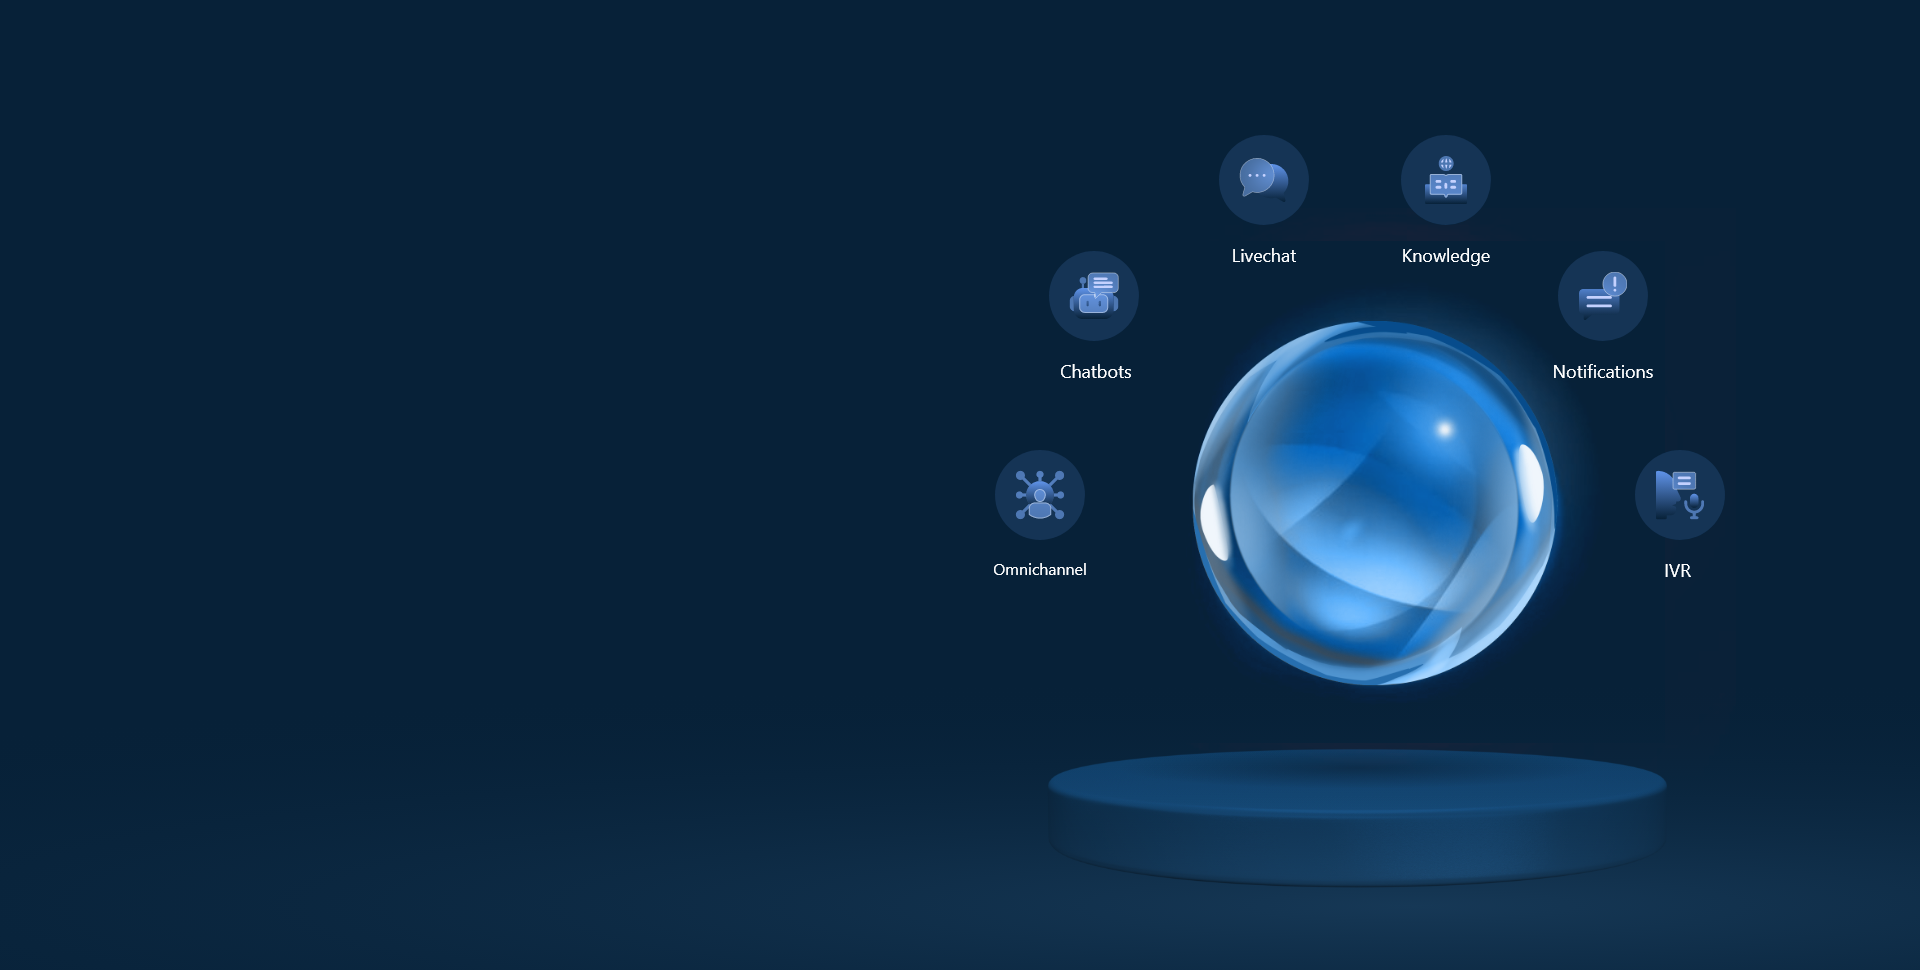 Livechat
Knowledge
Chatbots
Notifications
Omnichannel
IVR